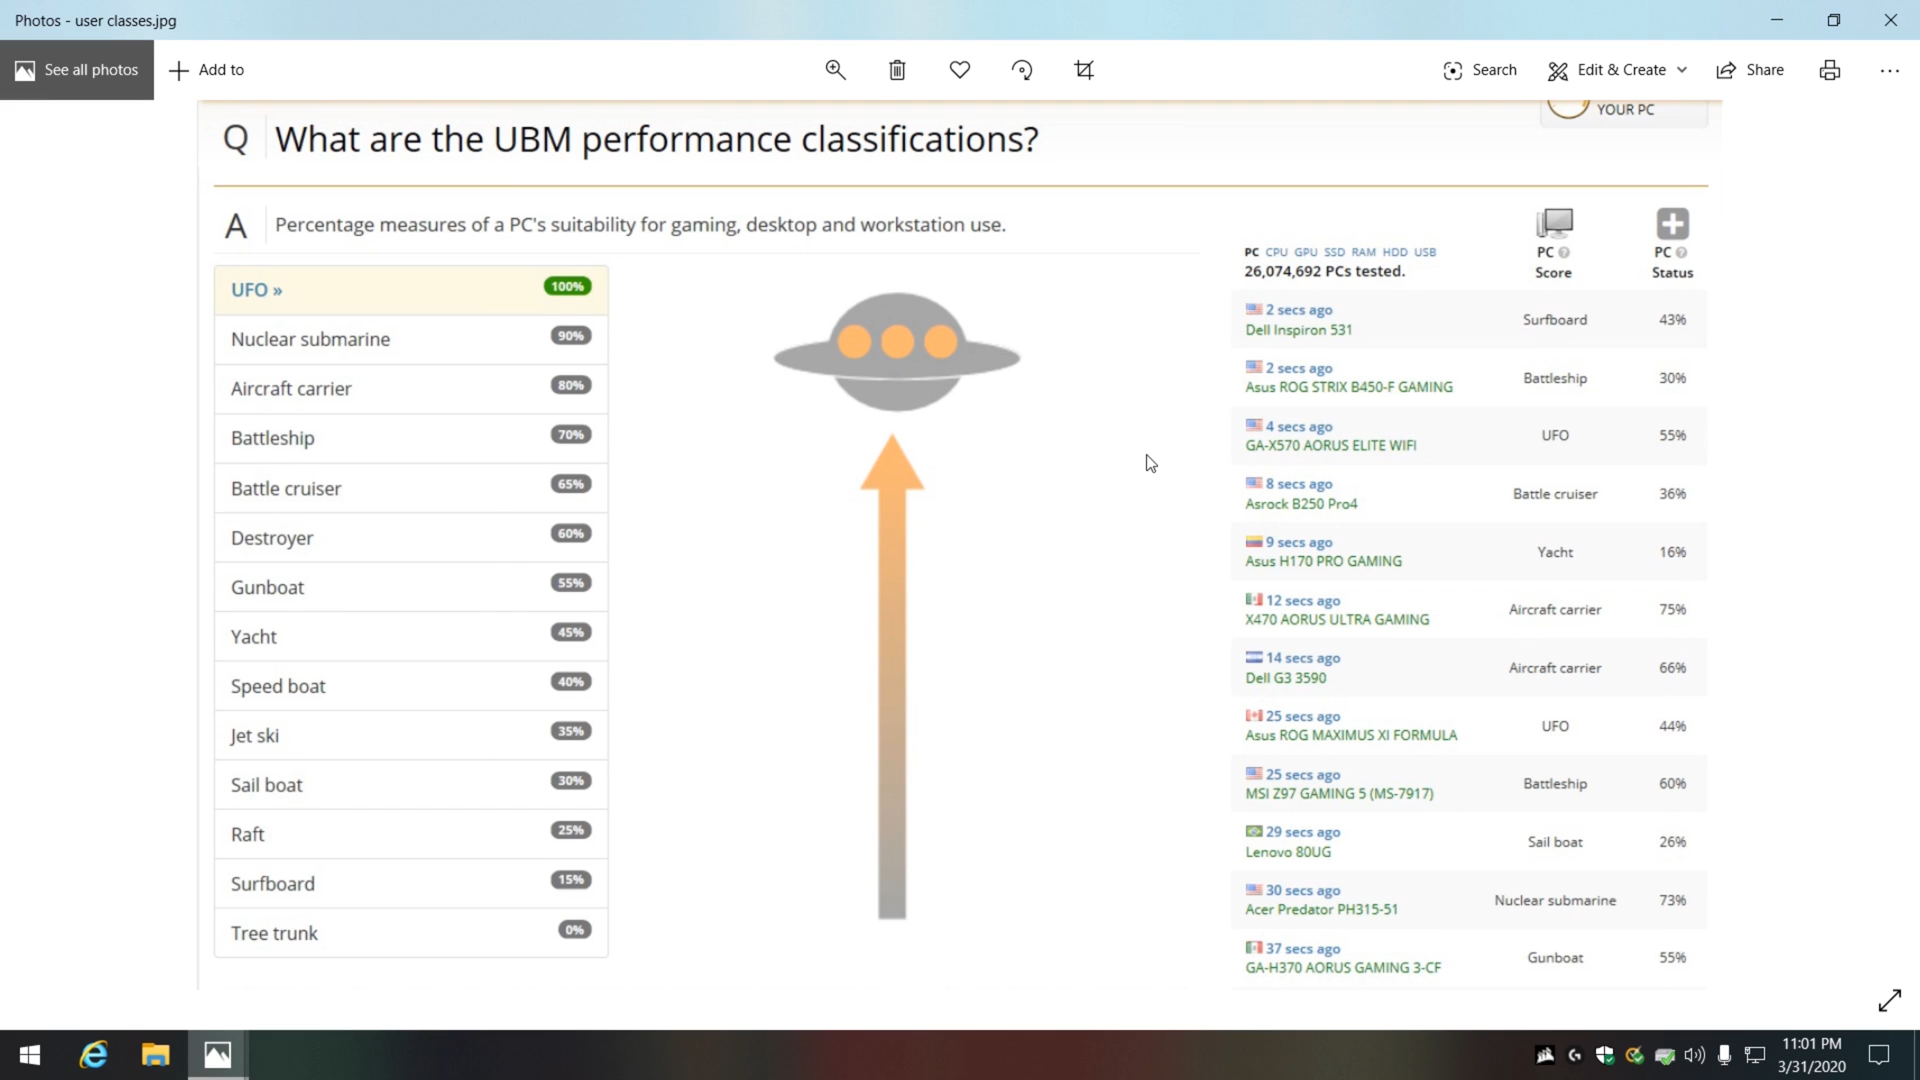 Photos - user classes.jpg
See all photos
Add to
Search
Edit & Create
Share
YOUR PC
Q What are the UBM performance classifications?
A Percentage measures of a PC's suitability for gaming, desktop and workstation use.
UFO » 100%
Nuclear submarine 90%
Aircraft carrier 80%
Battleship 70%
Battle cruiser 65%
Destroyer 60%
Gunboat 55%
Yacht 45%
Speed boat 40%
Jet ski 35%
Sail boat 30%
Raft 25%
Surfboard 15%
Tree trunk 0%
PC CPU GPU SSD RAM HDD USB
26,074,692 PCs tested.
PC ?
Score
PC ?
Status
2 secs ago
Dell Inspiron 531
Surfboard 43%
2 secs ago
Asus ROG STRIX B450-F GAMING
Battleship 30%
4 secs ago
GA-X570 AORUS ELITE WIFI
UFO 55%
8 secs ago
Asrock B250 Pro4
Battle cruiser 36%
9 secs ago
Asus H170 PRO GAMING
Yacht 16%
12 secs ago
X470 AORUS ULTRA GAMING
Aircraft carrier 75%
14 secs ago
Dell G3 3590
Aircraft carrier 66%
25 secs ago
Asus ROG MAXIMUS XI FORMULA
UFO 44%
25 secs ago
MSI Z97 GAMING 5 (MS-7917)
Battleship 60%
29 secs ago
Lenovo 80UG
Sail boat 26%
30 secs ago
Acer Predator PH315-51
Nuclear submarine 73%
37 secs ago
GA-H370 AORUS GAMING 3-CF
Gunboat 55%
11:01 PM
3/31/2020